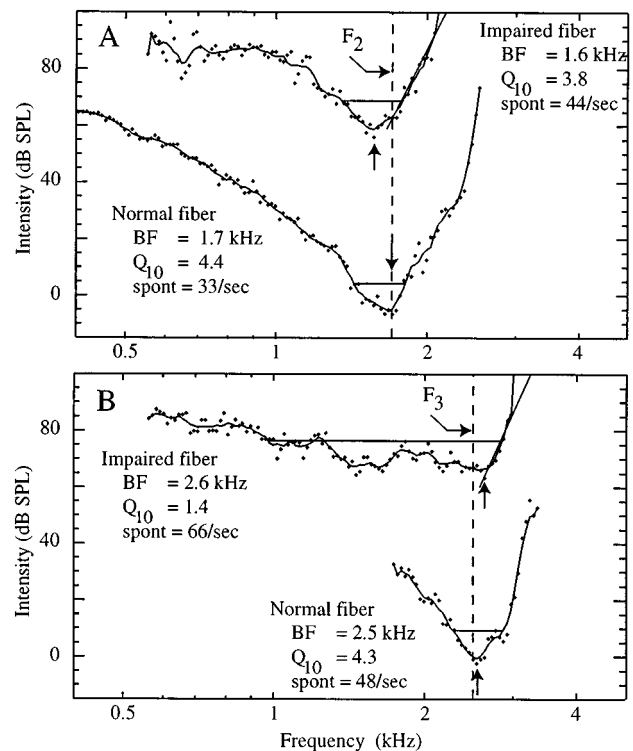 A
F2
Impaired fiber
BF = 1.6 kHz
Q10 = 3.8
spont = 44/sec
Normal fiber
BF = 1.7 kHz
Q10 = 4.4
spont = 33/sec
Intensity (dB SPL)
80
40
0
0.5
1
2
4
B
F3
Impaired fiber
BF = 2.6 kHz
Q10 = 1.4
spont = 66/sec
Normal fiber
BF = 2.5 kHz
Q10 = 4.3
spont = 48/sec
Intensity (dB SPL)
80
40
0
0.5
1
2
4
Frequency (kHz)